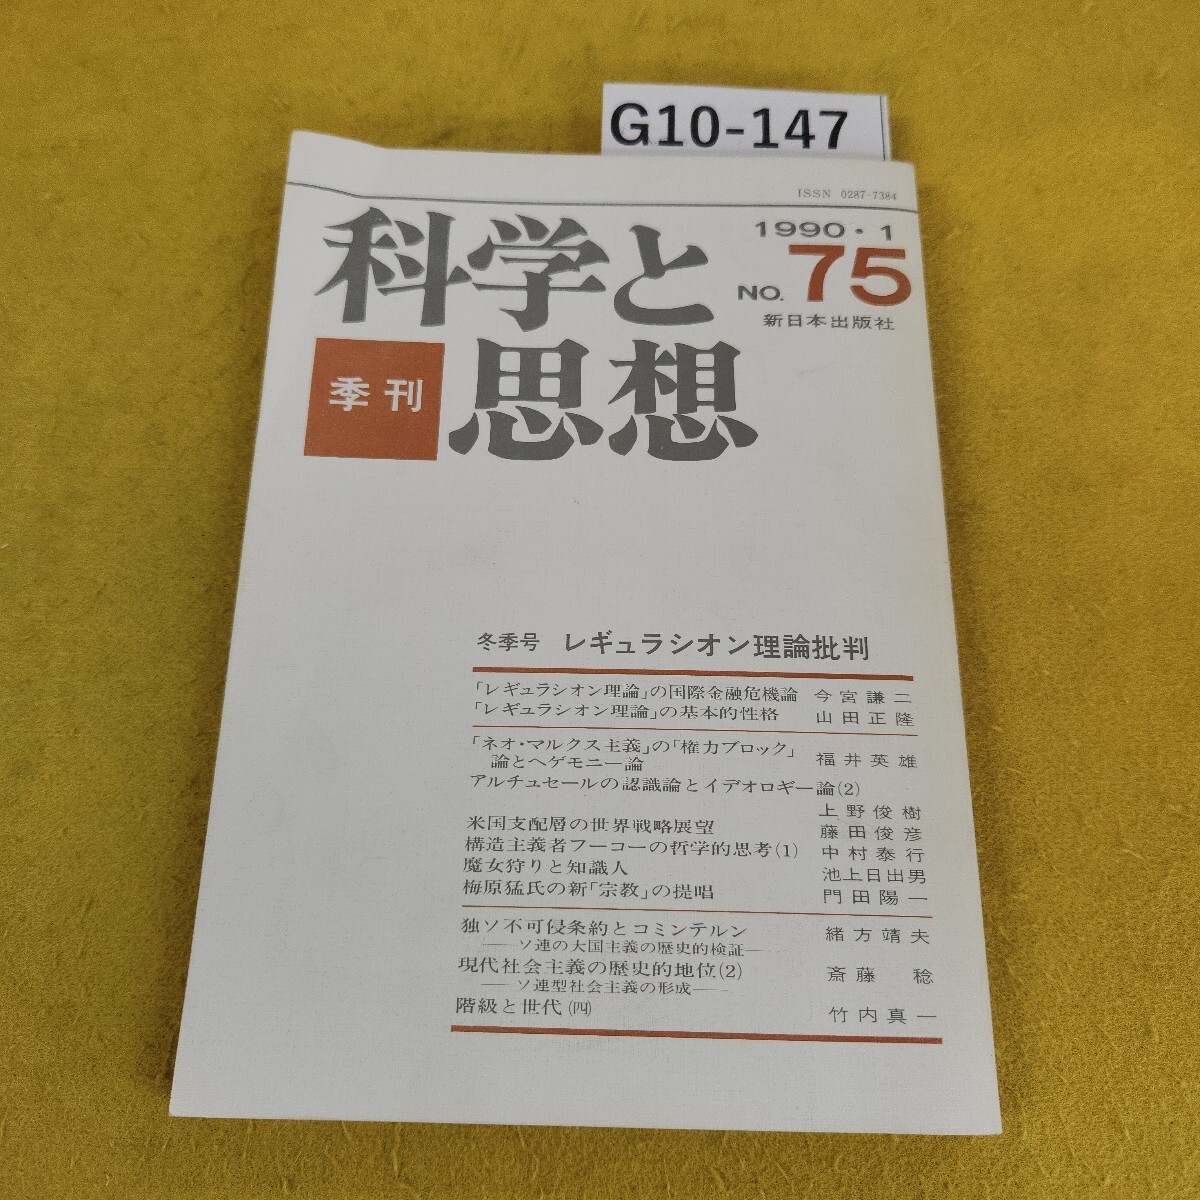 G10-147
ISSN 0287-7384
科学と
思想
季刊
1990・1
NO. 75
新日本出版社
冬季号 レギュラシオン理論批判
「レギュラシオン理論」の国際金融危機論 今宮謙二
「レギュラシオン理論」の基本的性格 山田正隆
「ネオ・マルクス主義」の「権力ブロック」
論とヘゲモニー論 福井英雄
アルチュセールの認識論とイデオロギー論(2)
上野俊樹
米国支配層の世界戦略展望 藤田俊彦
構造主義者フーコーの哲学的思考(1) 中村泰行
魔女狩りと知識人 池上日出男
梅原猛氏の新「宗教」の提唱 門田陽一
独ソ不可侵条約とコミンテルン 緒方靖夫
——ソ連の大国主義の歴史的検証——
現代社会主義の歴史的地位(2) 斎藤稔
——ソ連型社会主義の形成——
階級と世代(四) 竹内真一